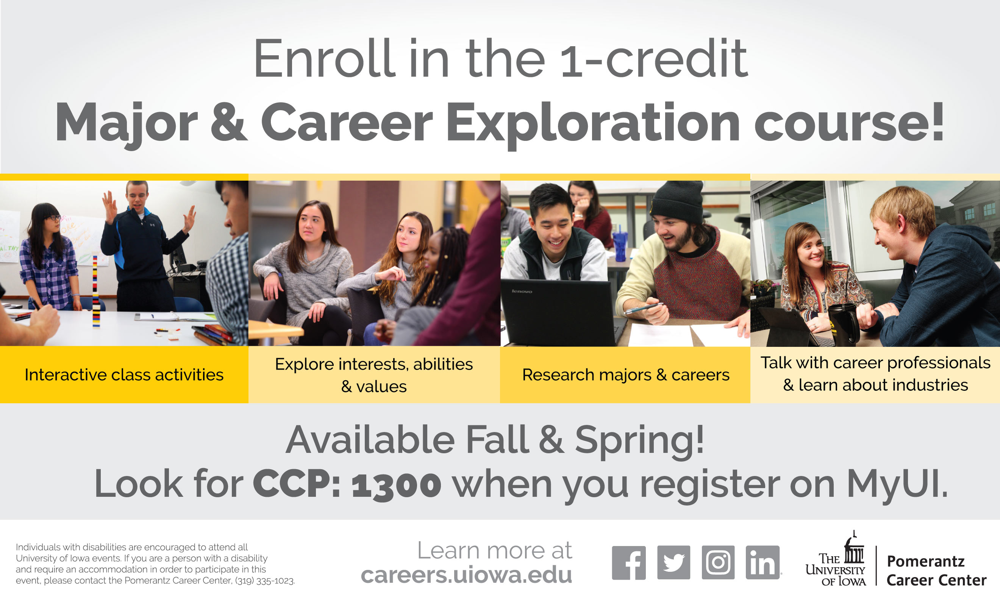 Enroll in the 1-credit
Major & Career Exploration course!
lenovo
Interactive class activities
Explore interests, abilities
& values
Research majors & careers
Talk with career professionals
& learn about industries
Available Fall & Spring!
Look for CCP: 1300 when you register on MyUI.
Individuals with disabilities are encouraged to attend all
University of Iowa events. If you are a person with a disability
and require an accommodation in order to participate in this
event, please contact the Pomerantz Career Center, (319) 335-1023.
Learn more at
careers.uiowa.edu
f
in
THE
UNIVERSITY
OF IOWA
Pomerantz
Career Center